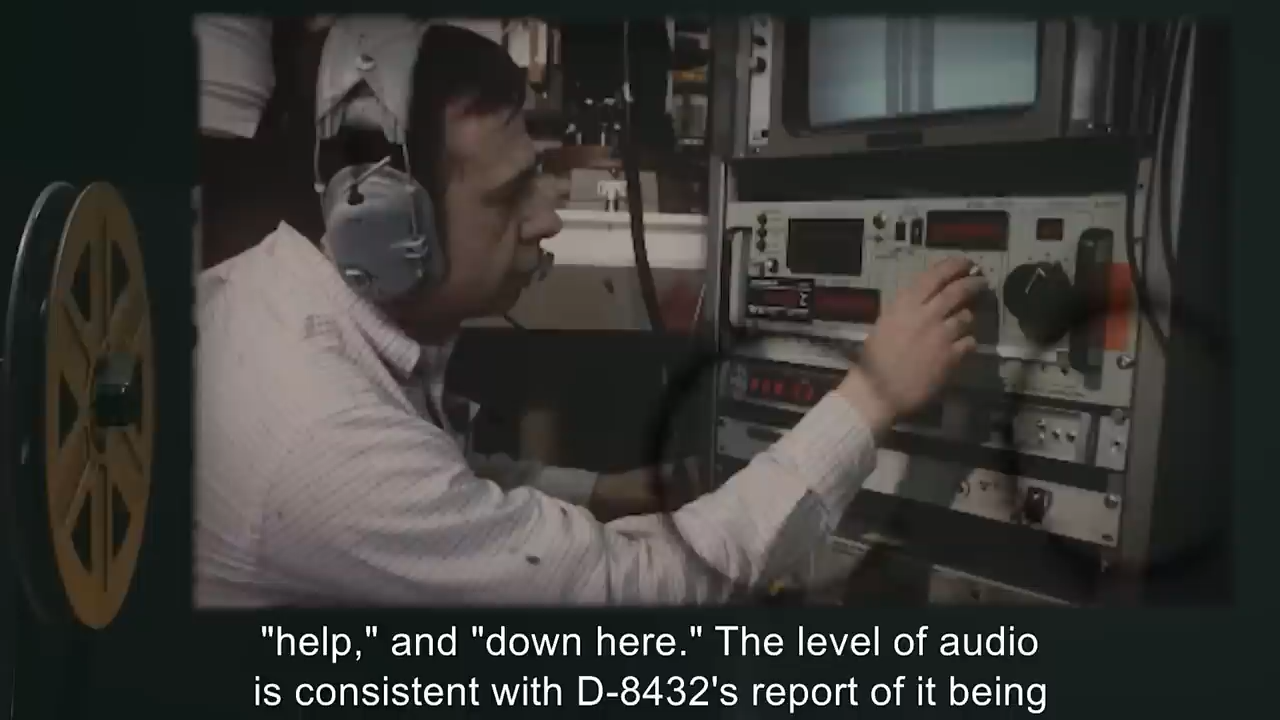 "help," and "down here." The level of audio
is consistent with D-8432's report of it being